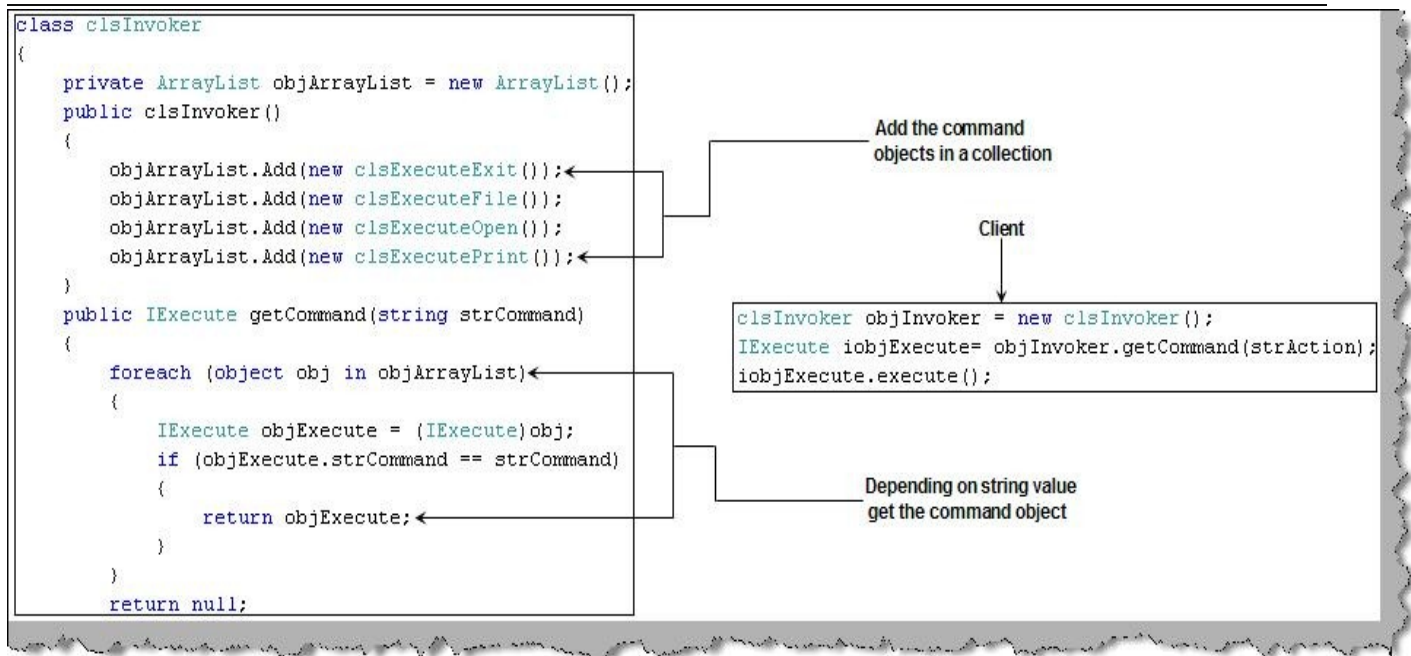 class clsInvoker
{
private ArrayList objArrayList = new ArrayList();
public clsInvoker()
{
objArrayList.Add(new clsExecuteExit());
objArrayList.Add(new clsExecuteFile());
objArrayList.Add(new clsExecuteOpen());
objArrayList.Add(new clsExecutePrint());
}
public IExecute getCommand(string strCommand)
{
foreach (object obj in objArrayList)
{
IExecute objExecute = (IExecute)obj;
if (objExecute.strCommand == strCommand)
{
return objExecute;
}
}
return null;
Add the command
objects in a collection
Client
clsInvoker objInvoker = new clsInvoker();
IExecute iobjExecute= objInvoker.getCommand(strAction);
iobjExecute.execute();
Depending on string value
get the command object